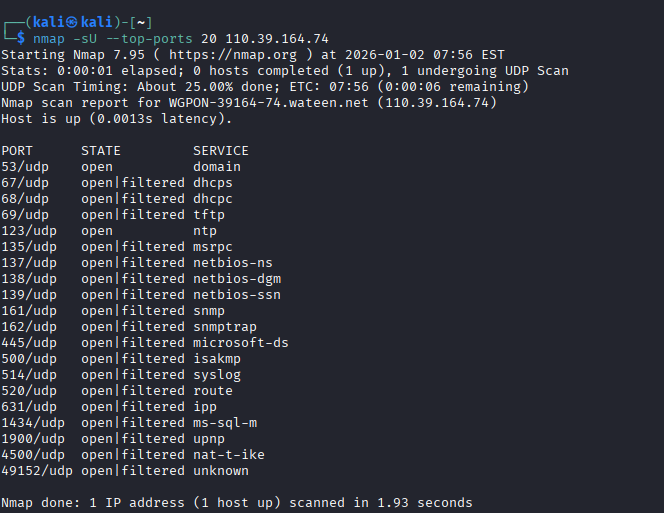 ┌──(kali㉿kali)-[~]
└─$ nmap -sU --top-ports 20 110.39.164.74
Starting Nmap 7.95 ( https://nmap.org ) at 2026-01-02 07:56 EST
Stats: 0:00:01 elapsed; 0 hosts completed (1 up), 1 undergoing UDP Scan
UDP Scan Timing: About 25.00% done; ETC: 07:56 (0:00:06 remaining)
Nmap scan report for WGPON-39164-74.wateen.net (110.39.164.74)
Host is up (0.0013s latency).

PORT      STATE         SERVICE
53/udp    open          domain
67/udp    open|filtered dhcps
68/udp    open|filtered dhcpc
69/udp    open|filtered tftp
123/udp   open          ntp
135/udp   open|filtered msrpc
137/udp   open|filtered netbios-ns
138/udp   open|filtered netbios-dgm
139/udp   open|filtered netbios-ssn
161/udp   open|filtered snmp
162/udp   open|filtered snmptrap
445/udp   open|filtered microsoft-ds
500/udp   open|filtered isakmp
514/udp   open|filtered syslog
520/udp   open|filtered route
631/udp   open|filtered ipp
1434/udp  open|filtered ms-sql-m
1900/udp  open|filtered upnp
4500/udp  open|filtered nat-t-ike
49152/udp open|filtered unknown

Nmap done: 1 IP address (1 host up) scanned in 1.93 seconds